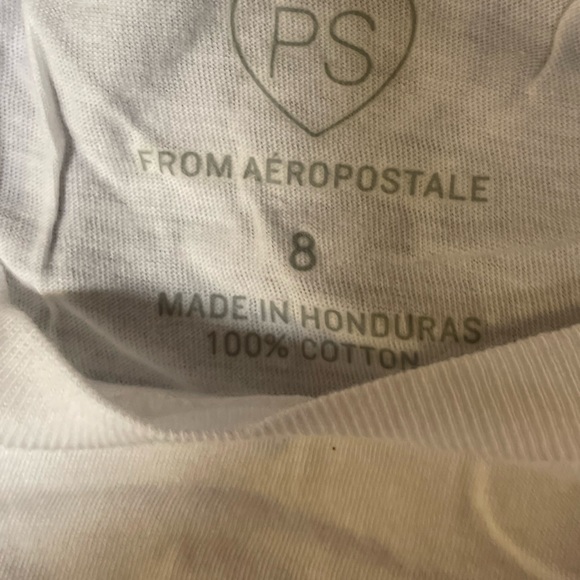 PS
FROM AÉROPOSTALE
8
MADE IN HONDURAS
100% COTTON